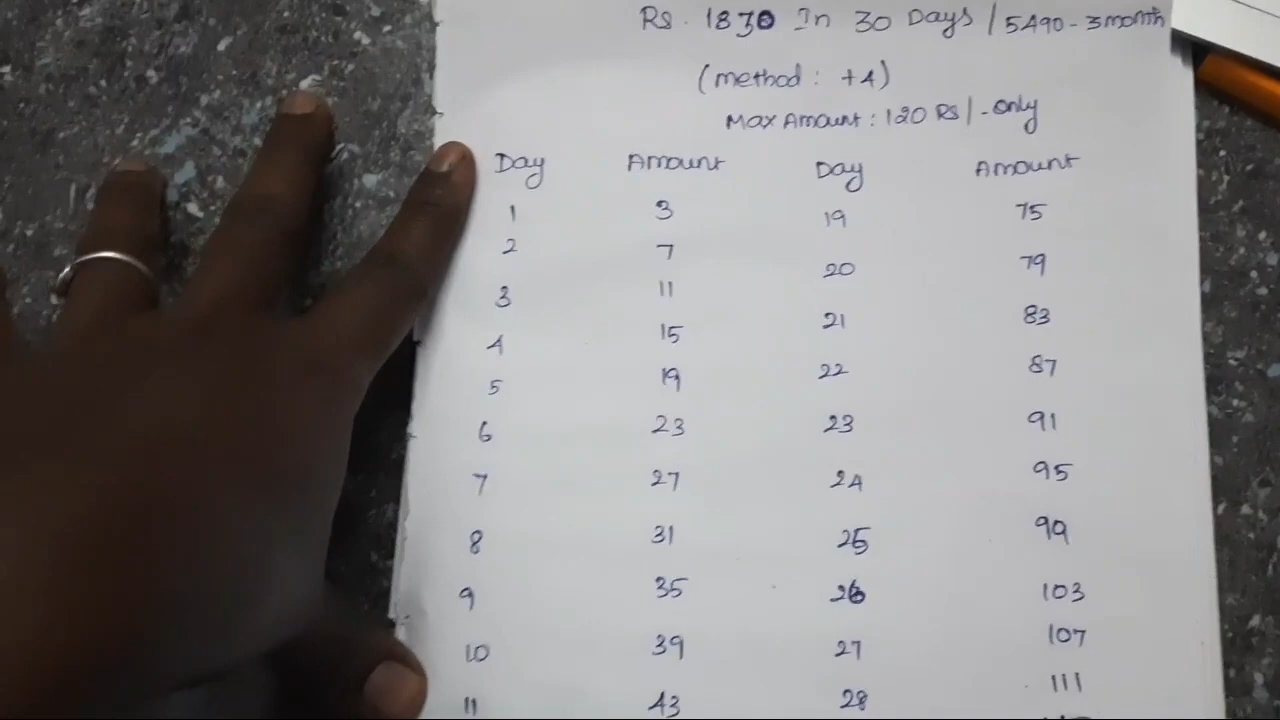 Rs. 1830 In 30 Days / 5490 - 3 month
(method : +4)
Max Amount : 120 Rs/- only
Day Amount Day Amount
1 3 19 75
2 7 20 79
3 11 21 83
4 15 22 87
5 19 23 91
6 23 24 95
7 27 25 99
8 31 26 103
9 35 27 107
10 39 28 111
11 43